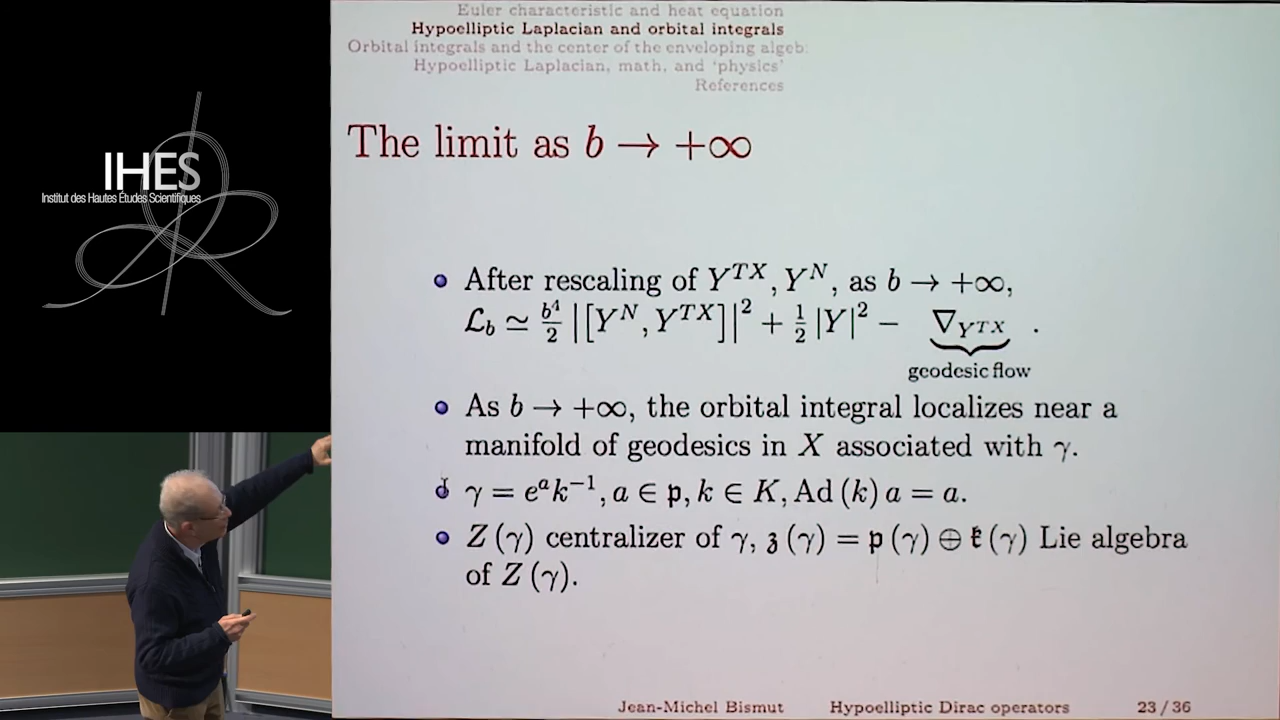 Euler characteristic and heat equation
Hypoelliptic Laplacian and orbital integrals
Orbital integrals and the center of the enveloping algeb
Hypoelliptic Laplacian, math, and ‘physics’
References
The limit as b → +∞
IHES
Institut des Hautes Études Scientifiques
• After rescaling of Y^{TX}, Y^N, as b → +∞,
𝓛_b ≃ \frac{b^4}{2} |[Y^N, Y^{TX}]|^2 + \frac{1}{2} |Y|^2 − ∇_{Y^{TX}} .
geodesic flow
• As b → +∞, the orbital integral localizes near a
manifold of geodesics in X associated with γ.
• γ = e^a k^{−1}, a ∈ 𝔭, k ∈ K, Ad (k) a = a.
• Z (γ) centralizer of γ, 𝔷 (γ) = 𝔭 (γ) ⊕ 𝔨 (γ) Lie algebra
of Z (γ).
Jean-Michel Bismut Hypoelliptic Dirac operators 23 / 36